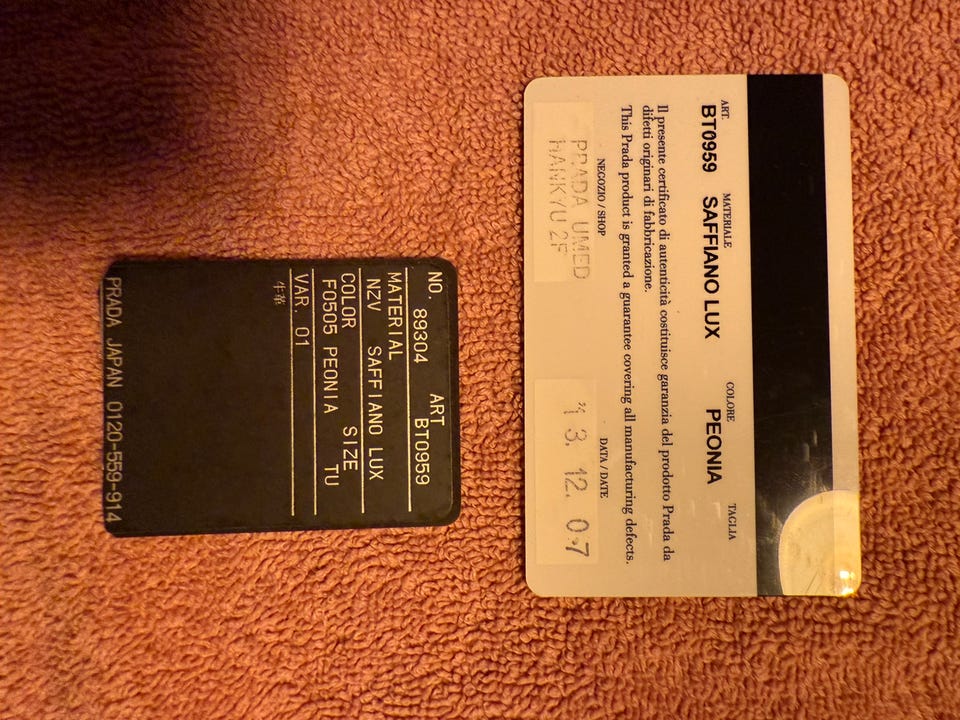 ART. MATERIALE COLORE TAGLIA
BT0959 SAFFIANO LUX PEONIA
Il presente certificato di autenticità costituisce garanzia del prodotto Prada da
difetti originari di fabbricazione.
This Prada product is granted a guarantee covering all manufacturing defects.
NEGOZIO / SHOP DATA / DATE
PRADA UMED
HANKYU 2F
'13. 12. 07
NO. 89304 ART BT0959
MATERIAL
NZV SAFFIANO LUX
COLOR SIZE
F0505 PEONIA TU
VAR. 01
牛革
PRADA JAPAN 0120-559-914